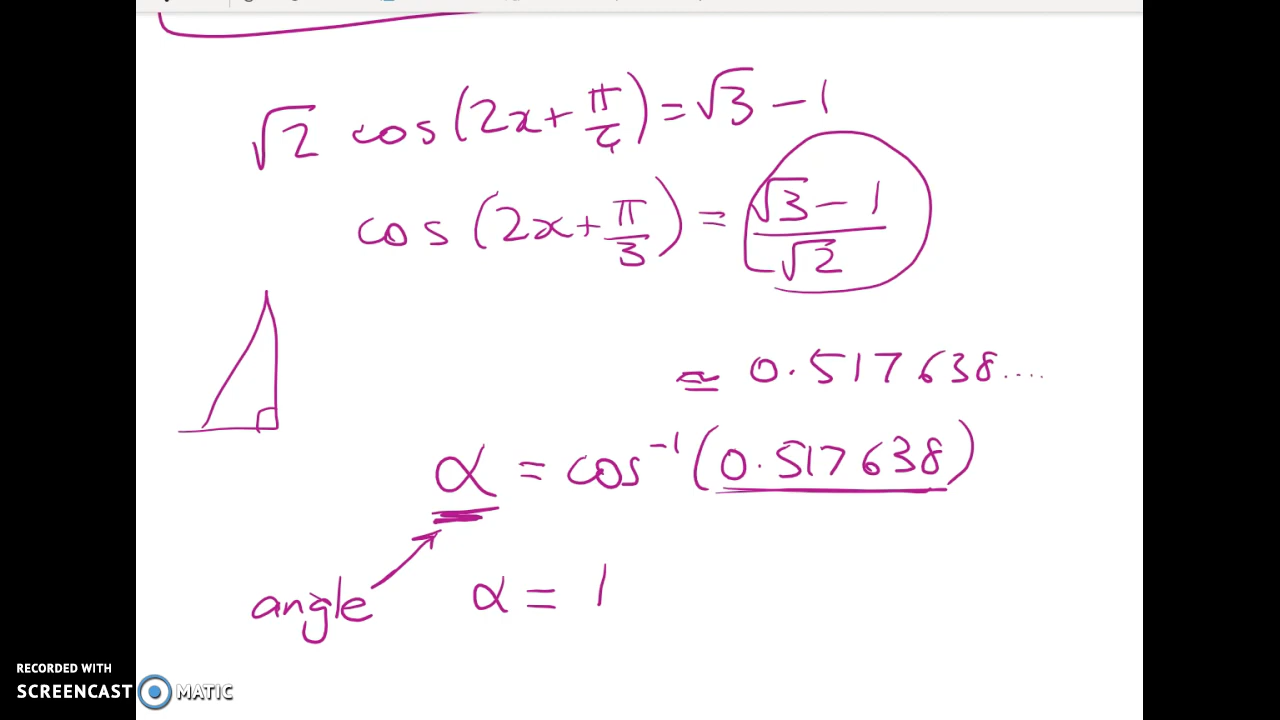 √2 cos(2x+π/4)=√3 −1
cos(2x+π/3) = √3 −1/√2
≈ 0.517638....
α = cos⁻¹(0.517638)
angle
α = 1
RECORDED WITH
SCREENCAST MATIC